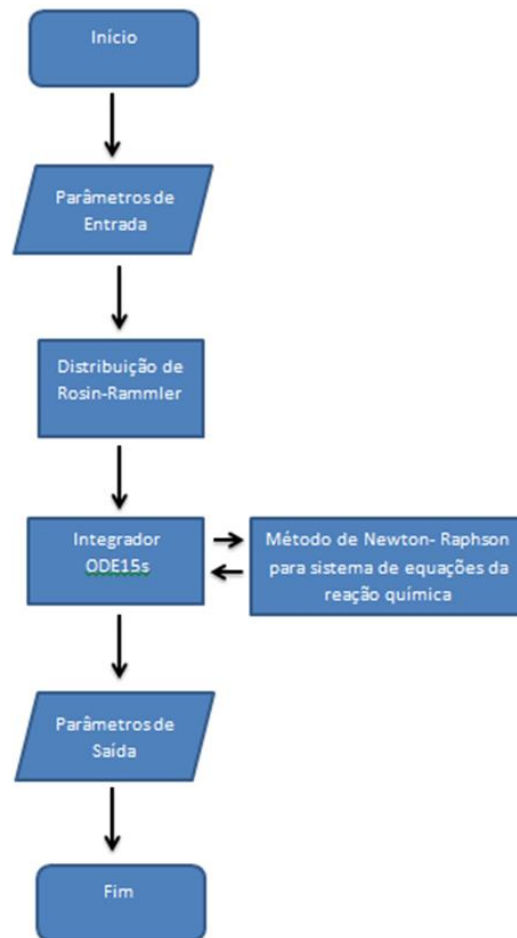 Início
Parâmetros de
Entrada
Distribuição de
Rosin-Rammler
Integrador
ODE15s
Método de Newton- Raphson
para sistema de equações da
reação química
Parâmetros de
Saída
Fim